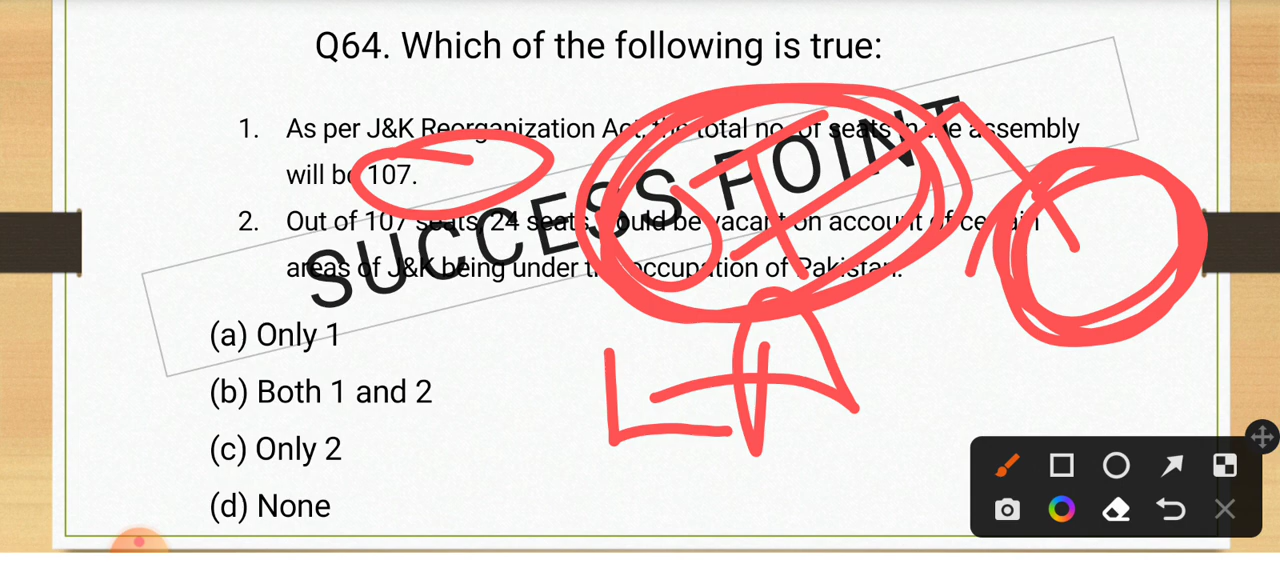 Q64. Which of the following is true:
1. As per J&K Reorganization Act, the total no. of seats in the assembly
will be 107.
2. Out of 107 seats, 24 seats would be vacant on account of certain
areas of J&K being under the occupation of Pakistan.
SUCCESS POINT
(a) Only 1
(b) Both 1 and 2
(c) Only 2
(d) None